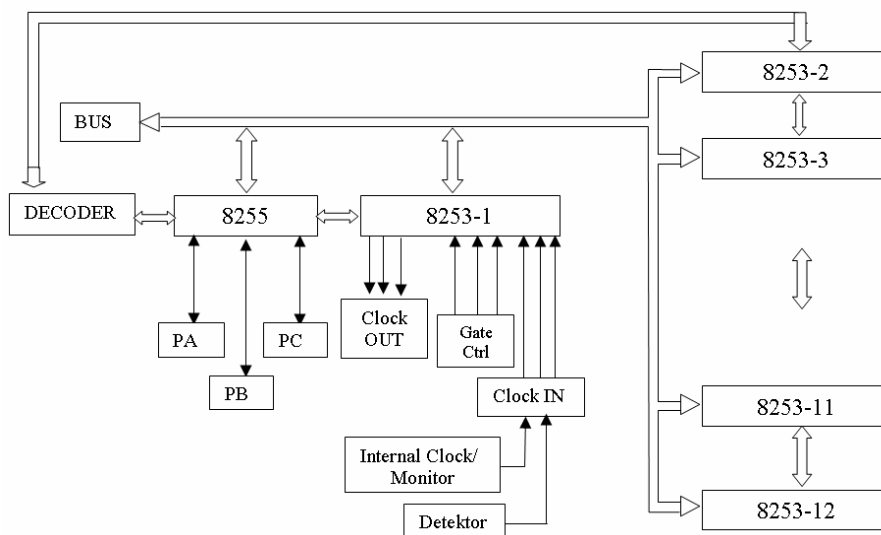 8253-2
BUS
8253-3
DECODER
8255
8253-1
PA
PB
PC
Clock
OUT
Gate
Ctrl
Clock IN
8253-11
Internal Clock/
Monitor
8253-12
Detektor